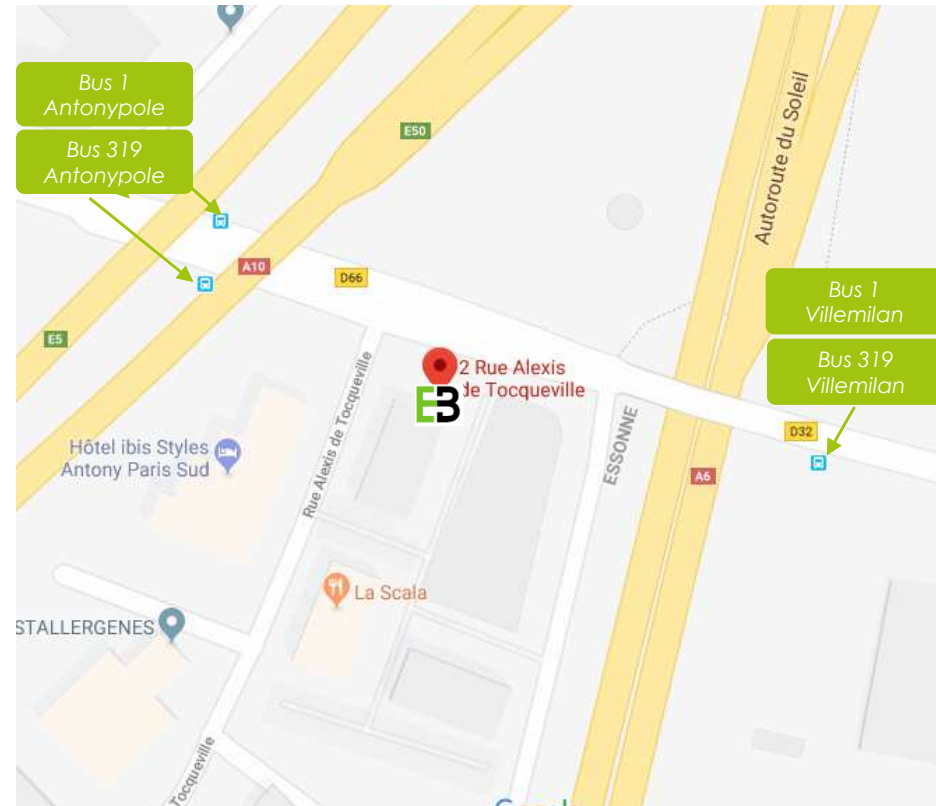 Bus 1
Antonypole
Bus 319
Antonypole
E50
Autoroute du Soleil
A10
D66
Bus 1
Villemilan
E5
Bus 319
Villemilan
2 Rue Alexis
de Tocqueville
EB
Rue Alexis de Tocqueville
D32
Hôtel ibis Styles
Antony Paris Sud
ESSONNE
A6
La Scala
STALLERGENES
Tocqueville